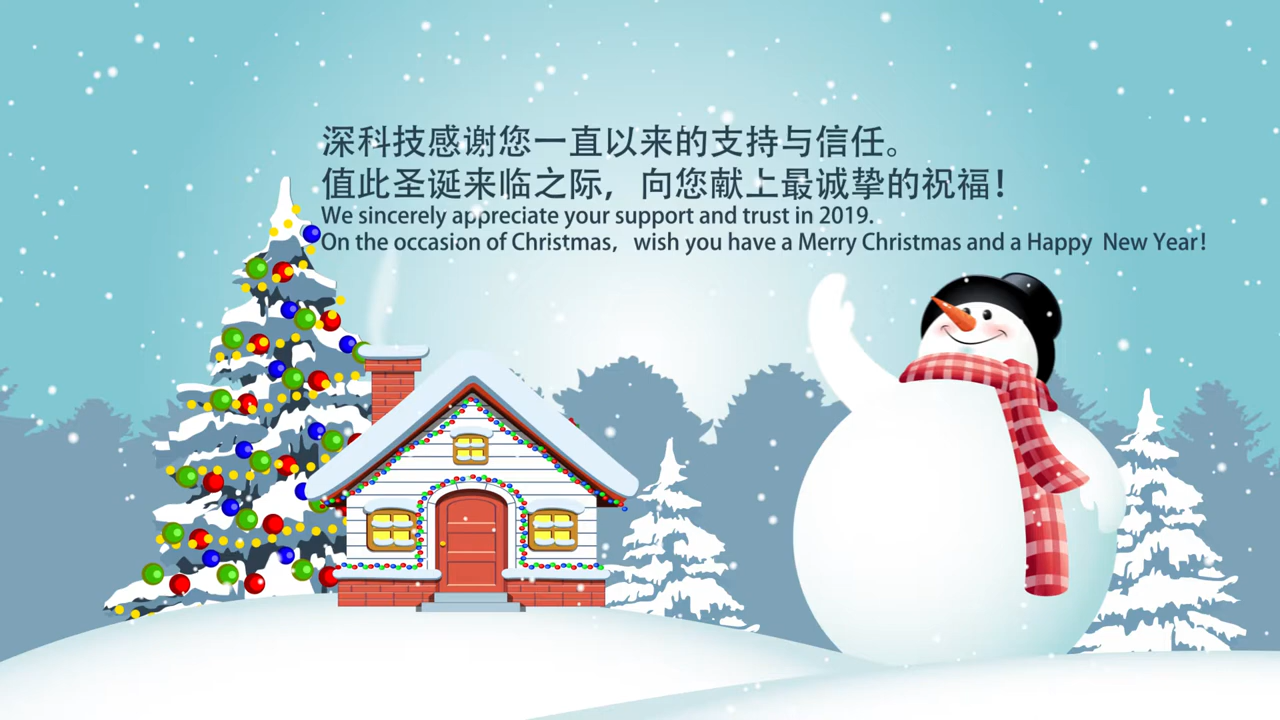 深科技感谢您一直以来的支持与信任。
值此圣诞来临之际，向您献上最诚挚的祝福！
We sincerely appreciate your support and trust in 2019.
On the occasion of Christmas，wish you have a Merry Christmas and a Happy New Year！